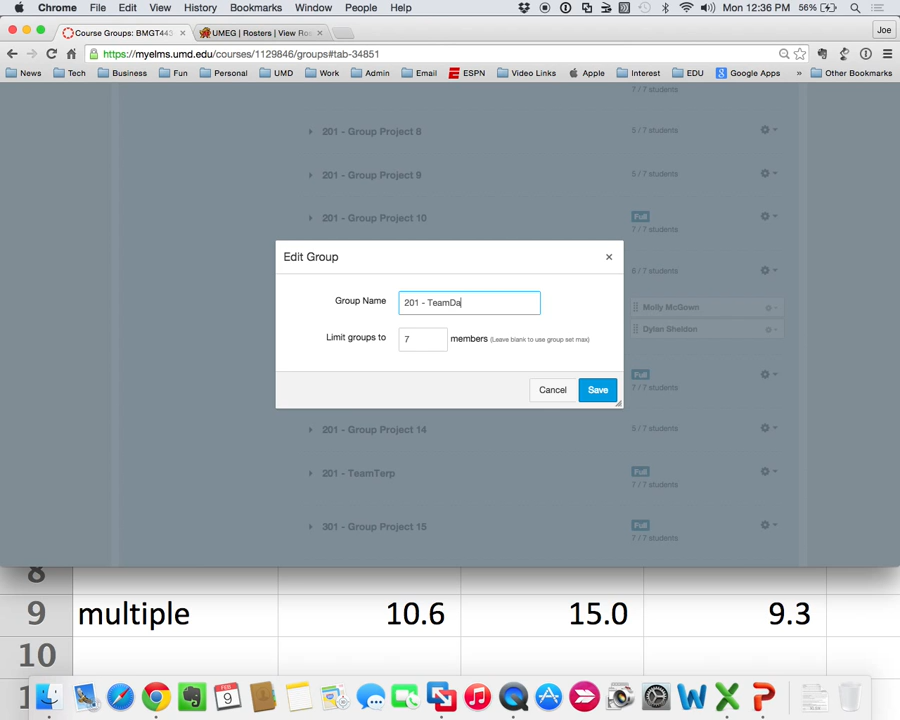 Chrome File Edit View History Bookmarks Window People Help Mon 12:36 PM 56%
Course Groups: BMGT443 UMEG | Rosters | View Ros Joe
https://myelms.umd.edu/courses/1129846/groups#tab-34851
News Tech Business Fun Personal UMD Work Admin Email ESPN Video Links Apple Interest EDU Google Apps » Other Bookmarks
7 / 7 students
201 - Group Project 8 5 / 7 students
201 - Group Project 9 5 / 7 students
201 - Group Project 10 Full
7 / 7 students
Edit Group ×
6 / 7 students
Group Name 201 - TeamDa
Molly McGown
Dylan Sheldon
Limit groups to 7 members (Leave blank to use group set max)
Full
7 / 7 students
Cancel Save
201 - Group Project 14 5 / 7 students
201 - TeamTerp Full
7 / 7 students
301 - Group Project 15 Full
7 / 7 students
8
9 multiple 10.6 15.0 9.3
10
FEB
9